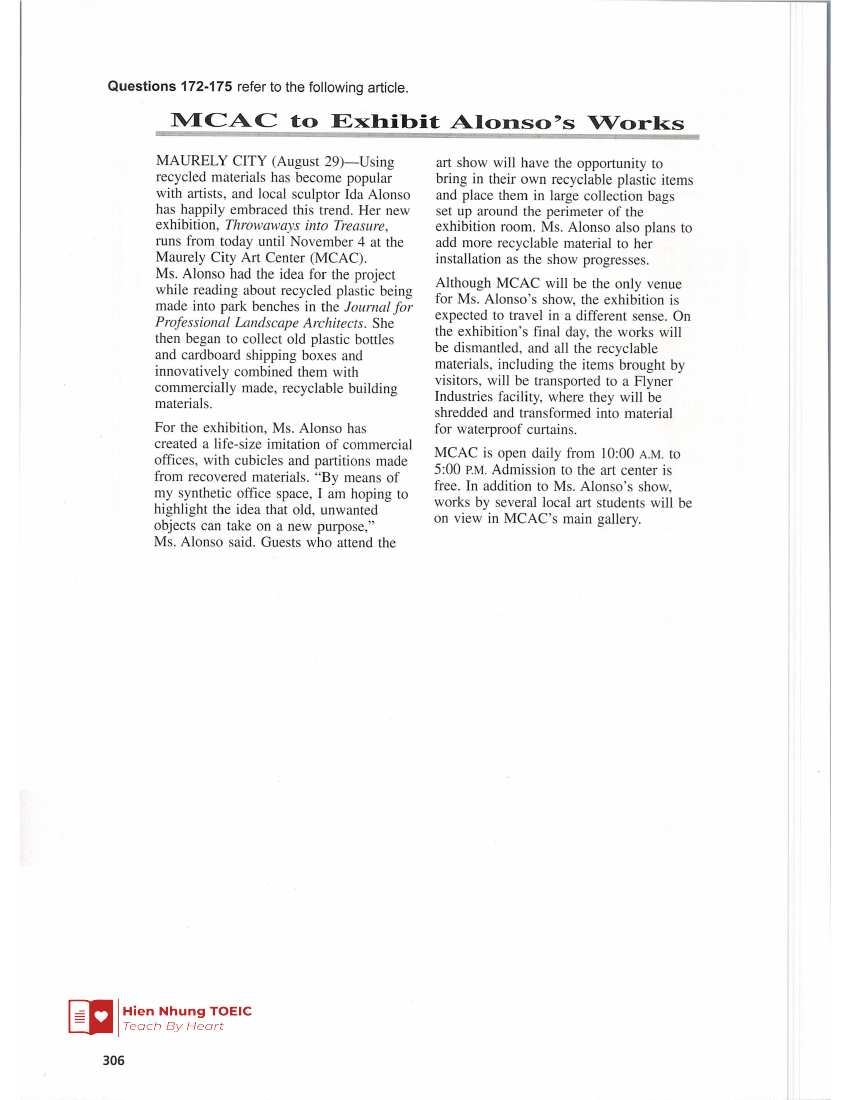 Questions 172-175 refer to the following article.
MCAC to Exhibit Alonso's Works
MAURELY CITY (August 29)—Using
recycled materials has become popular
with artists, and local sculptor Ida Alonso
has happily embraced this trend. Her new
exhibition, Throwaways into Treasure,
runs from today until November 4 at the
Maurely City Art Center (MCAC).
Ms. Alonso had the idea for the project
while reading about recycled plastic being
made into park benches in the Journal for
Professional Landscape Architects. She
then began to collect old plastic bottles
and cardboard shipping boxes and
innovatively combined them with
commercially made, recyclable building
materials.
For the exhibition, Ms. Alonso has
created a life-size imitation of commercial
offices, with cubicles and partitions made
from recovered materials. “By means of
my synthetic office space, I am hoping to
highlight the idea that old, unwanted
objects can take on a new purpose,”
Ms. Alonso said. Guests who attend the
art show will have the opportunity to
bring in their own recyclable plastic items
and place them in large collection bags
set up around the perimeter of the
exhibition room. Ms. Alonso also plans to
add more recyclable material to her
installation as the show progresses.
Although MCAC will be the only venue
for Ms. Alonso's show, the exhibition is
expected to travel in a different sense. On
the exhibition's final day, the works will
be dismantled, and all the recyclable
materials, including the items brought by
visitors, will be transported to a Flyner
Industries facility, where they will be
shredded and transformed into material
for waterproof curtains.
MCAC is open daily from 10:00 A.M. to
5:00 P.M. Admission to the art center is
free. In addition to Ms. Alonso's show,
works by several local art students will be
on view in MCAC's main gallery.
Hien Nhung TOEIC
Teach By Heart
306